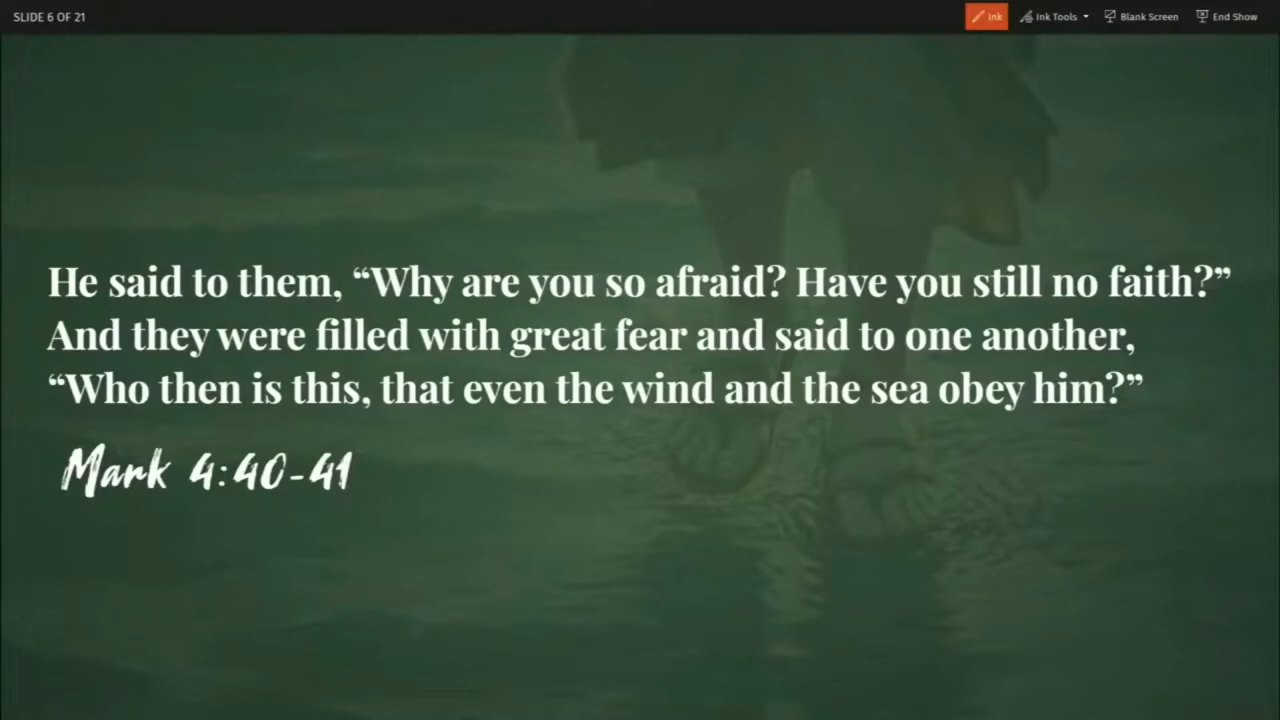 SLIDE 6 OF 21
Ink
Ink Tools
Blank Screen
End Show
He said to them, “Why are you so afraid? Have you still no faith?”
And they were filled with great fear and said to one another,
“Who then is this, that even the wind and the sea obey him?”
Mark 4:40-41